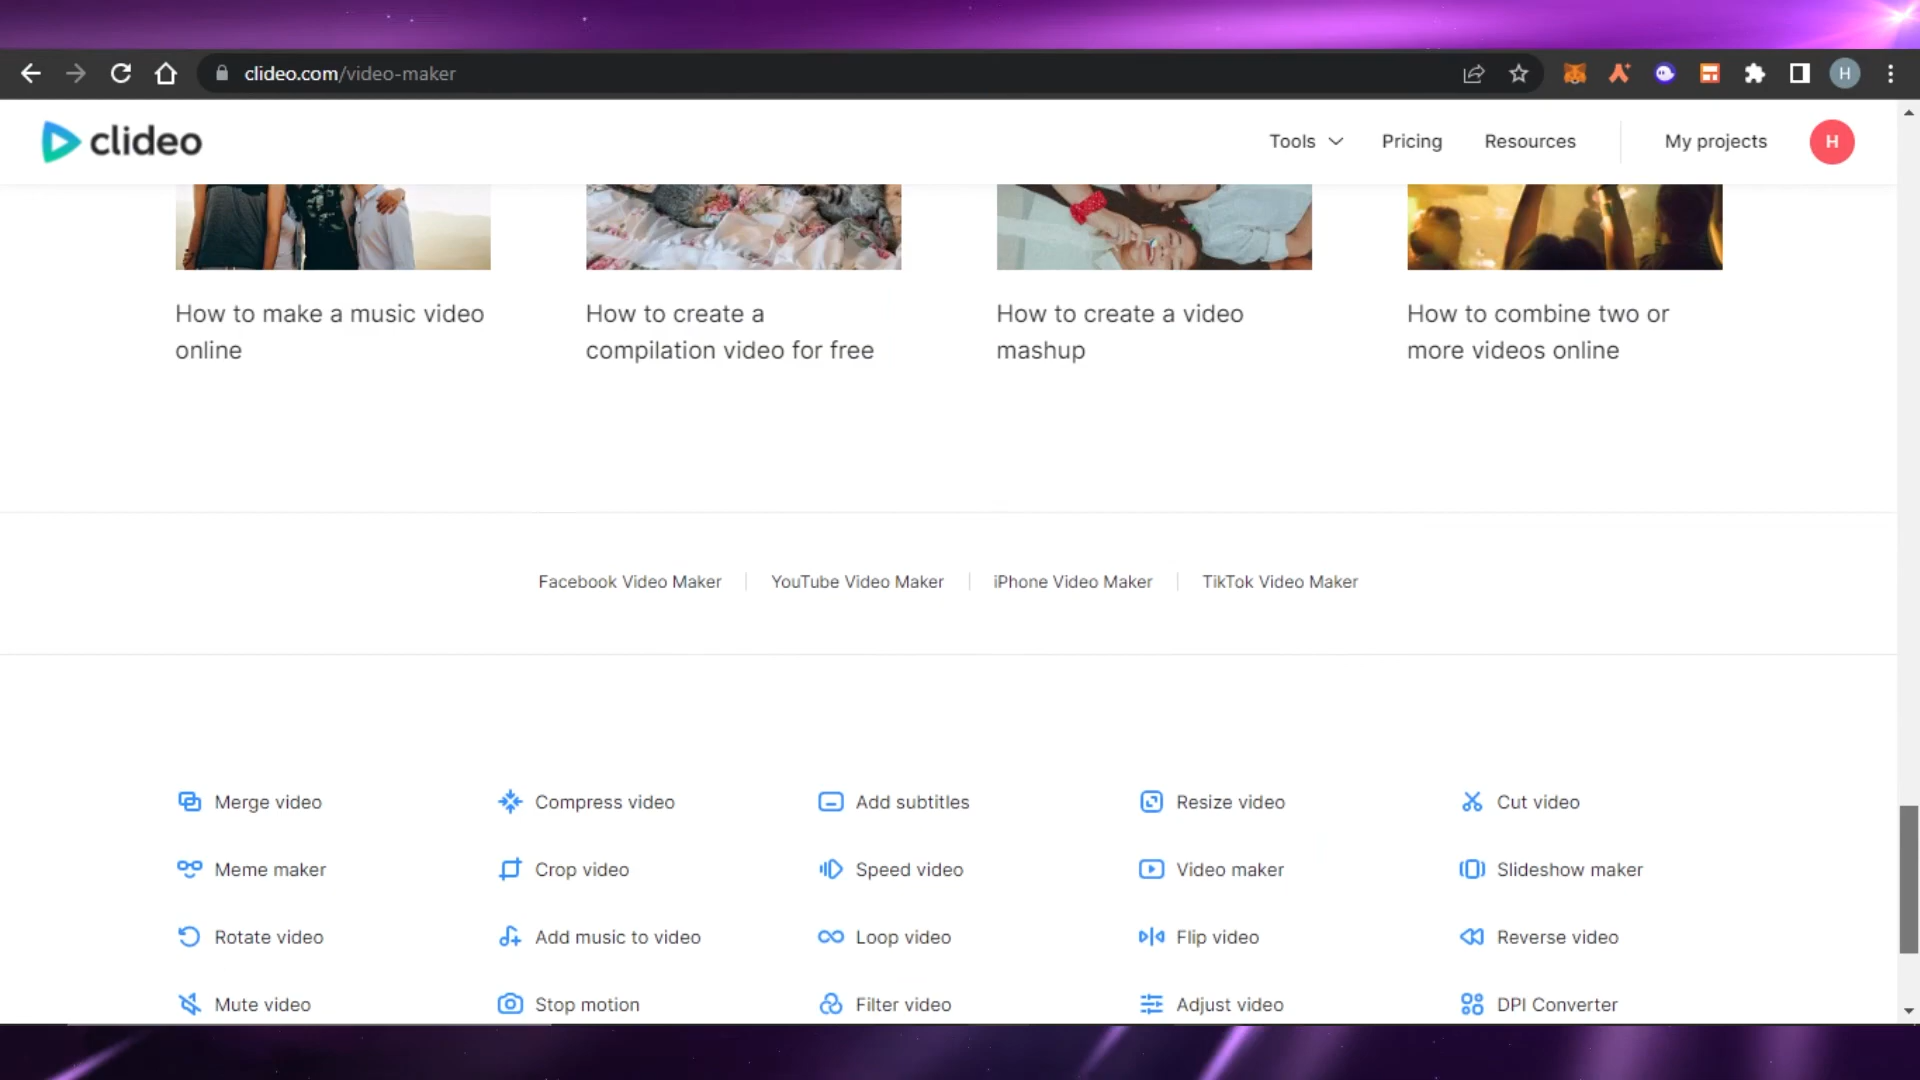 clideo.com/video-maker
H
clideo
Tools
Pricing
Resources
My projects
H
How to make a music video
online
How to create a
compilation video for free
How to create a video
mashup
How to combine two or
more videos online
Facebook Video Maker
YouTube Video Maker
iPhone Video Maker
TikTok Video Maker
Merge video
Compress video
Add subtitles
Resize video
Cut video
Meme maker
Crop video
Speed video
Video maker
Slideshow maker
Rotate video
Add music to video
Loop video
Flip video
Reverse video
Mute video
Stop motion
Filter video
Adjust video
DPI Converter